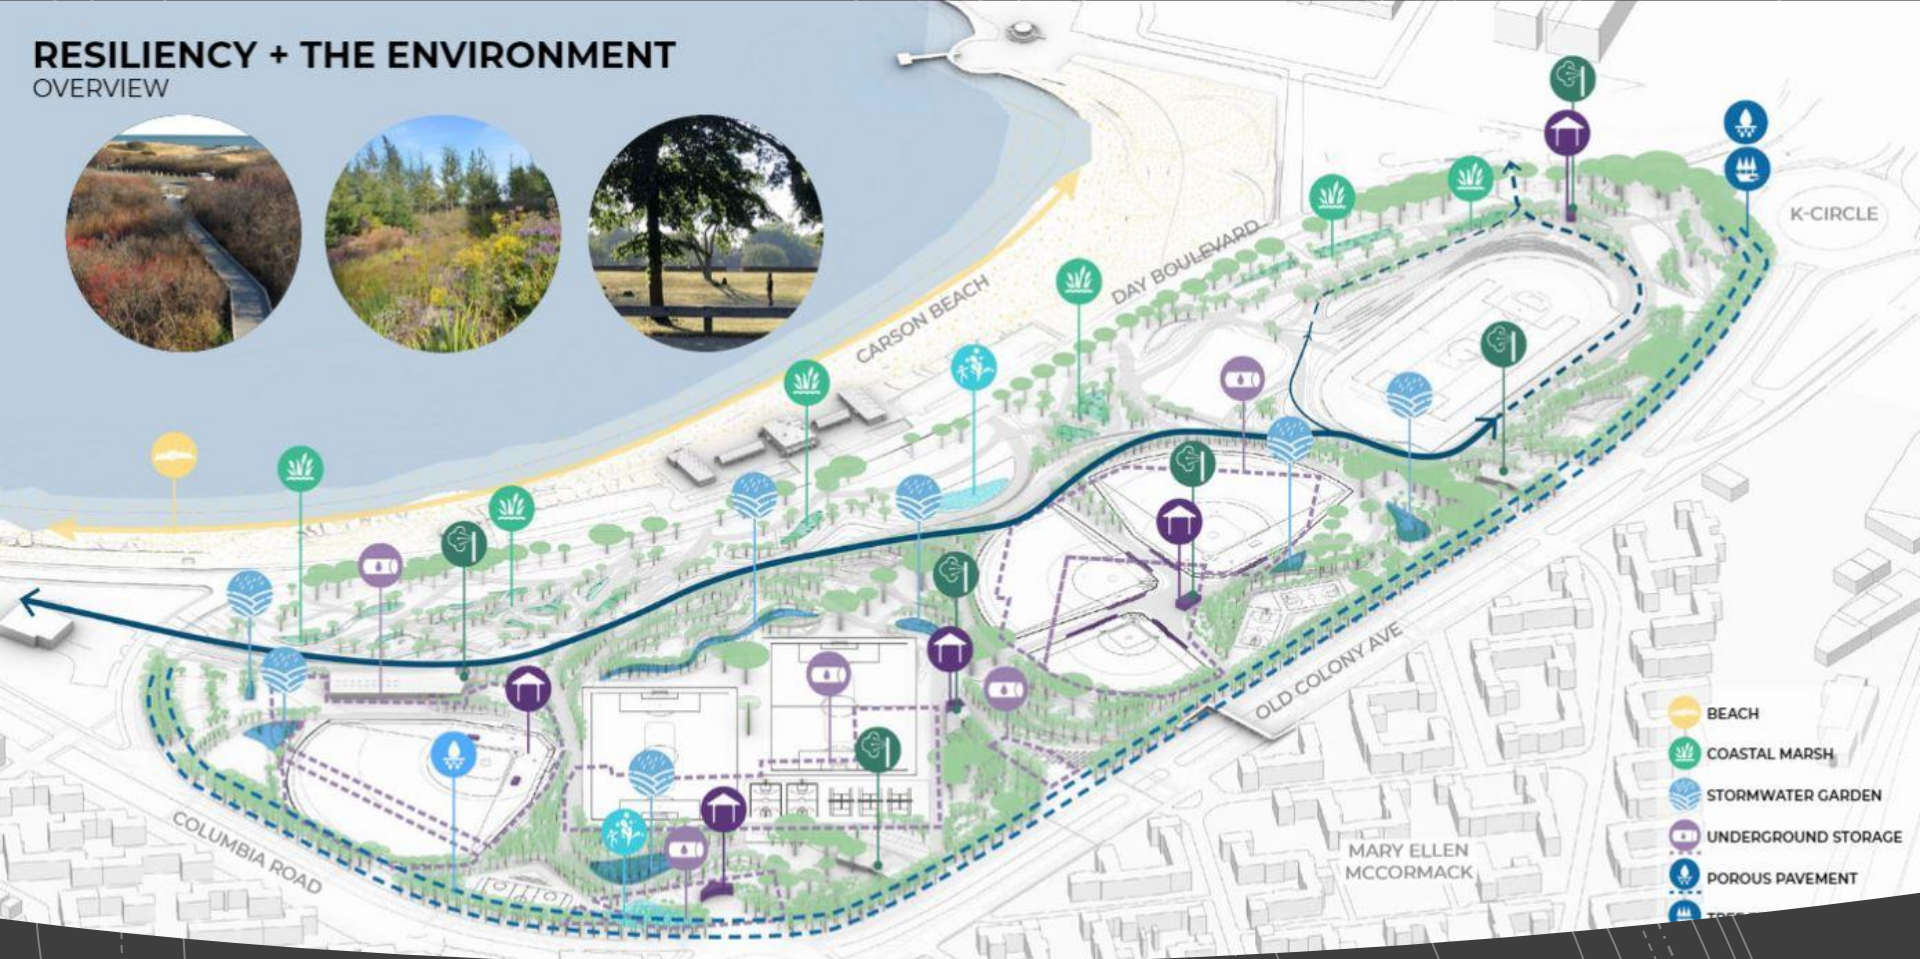 RESILIENCY + THE ENVIRONMENT
OVERVIEW
K-CIRCLE
DAY BOULEVARD
CARSON BEACH
OLD COLONY AVE
COLUMBIA ROAD
MARY ELLEN
MCCORMACK
BEACH
COASTAL MARSH
STORMWATER GARDEN
UNDERGROUND STORAGE
POROUS PAVEMENT